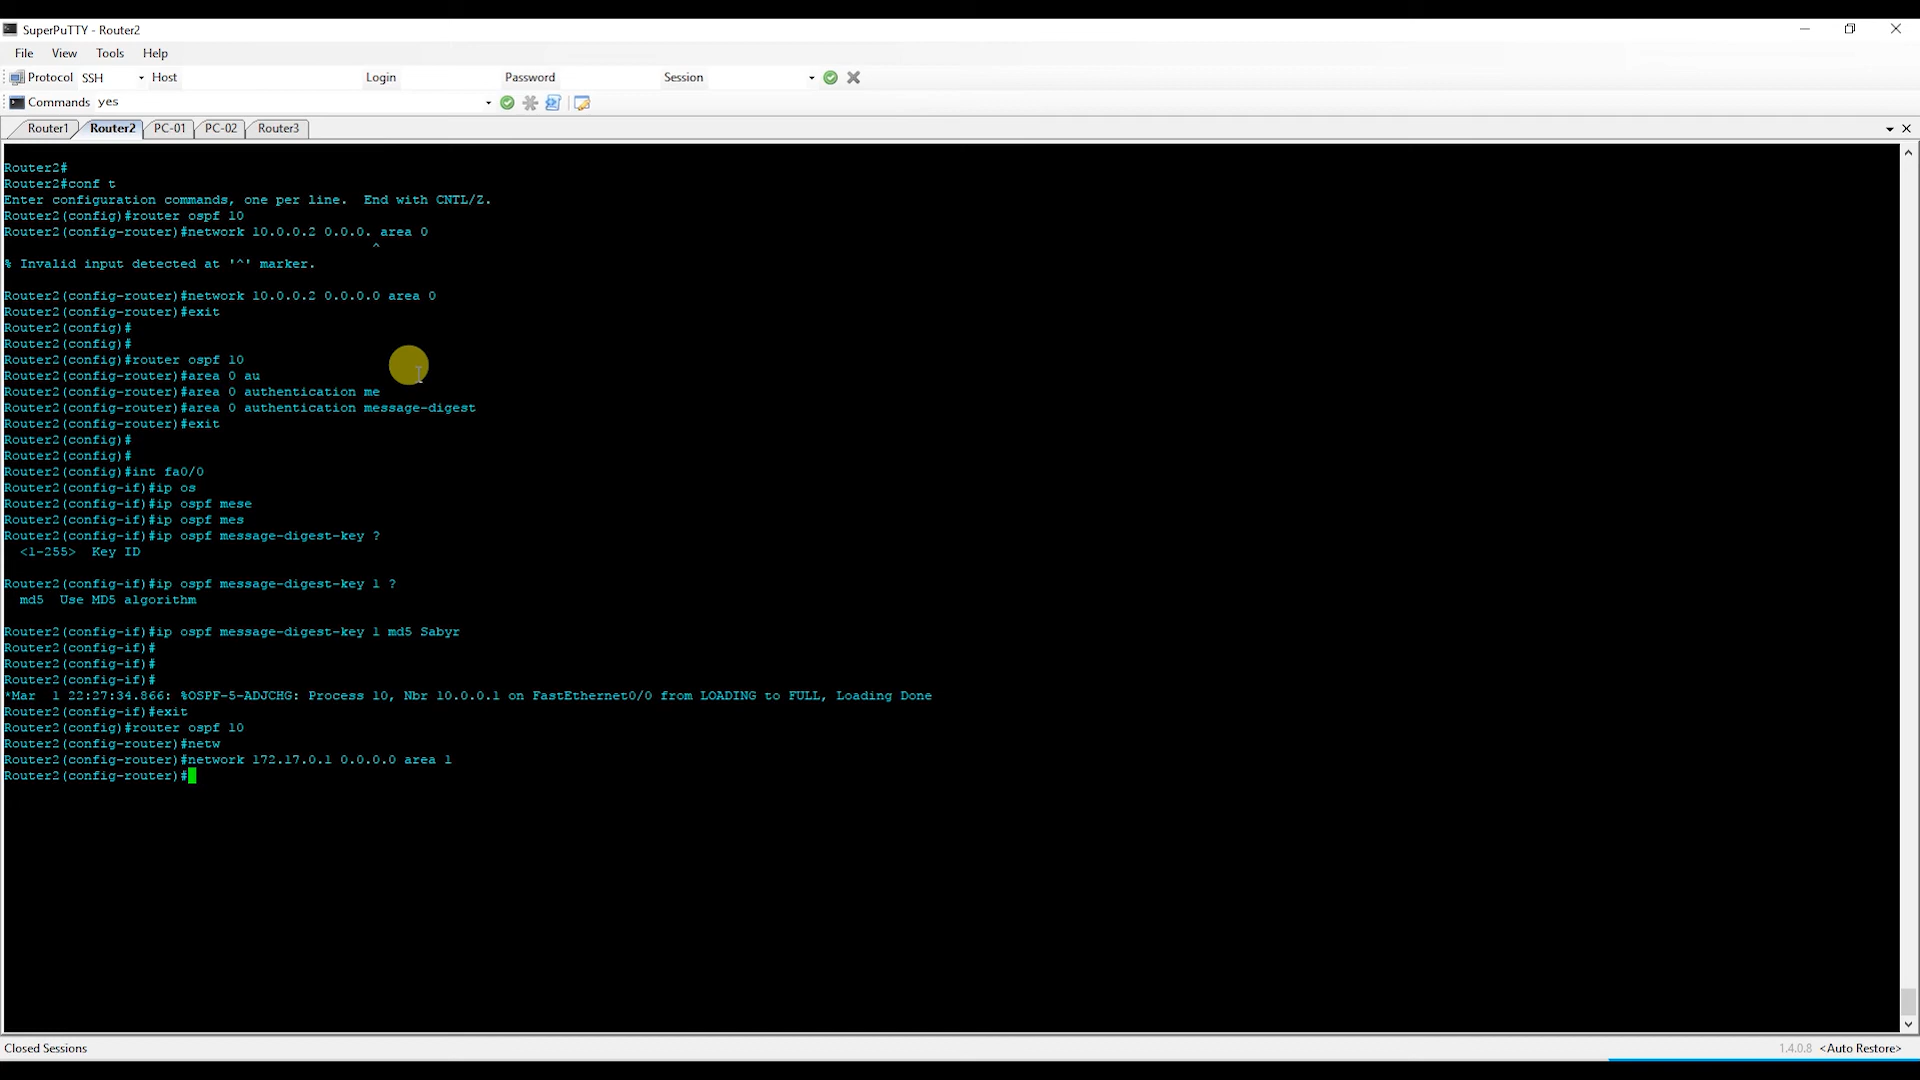 SuperPuTTY - Router2
File View Tools Help
Protocol SSH Host Login Password Session
Commands yes
Router1 Router2 PC-01 PC-02 Router3
Router2#
Router2#conf t
Enter configuration commands, one per line.  End with CNTL/Z.
Router2(config)#router ospf 10
Router2(config-router)#network 10.0.0.2 0.0.0. area 0
^
% Invalid input detected at '^' marker.
Router2(config-router)#network 10.0.0.2 0.0.0.0 area 0
Router2(config-router)#exit
Router2(config)#
Router2(config)#
Router2(config)#router ospf 10
Router2(config-router)#area 0 au
Router2(config-router)#area 0 authentication me
Router2(config-router)#area 0 authentication message-digest
Router2(config-router)#exit
Router2(config)#
Router2(config)#
Router2(config)#int fa0/0
Router2(config-if)#ip os
Router2(config-if)#ip ospf mese
Router2(config-if)#ip ospf mes
Router2(config-if)#ip ospf message-digest-key ?
<1-255>  Key ID
Router2(config-if)#ip ospf message-digest-key 1 ?
md5  Use MD5 algorithm
Router2(config-if)#ip ospf message-digest-key 1 md5 Sabyr
Router2(config-if)#
Router2(config-if)#
Router2(config-if)#
*Mar  1 22:27:34.866: %OSPF-5-ADJCHG: Process 10, Nbr 10.0.0.1 on FastEthernet0/0 from LOADING to FULL, Loading Done
Router2(config-if)#exit
Router2(config)#router ospf 10
Router2(config-router)#netw
Router2(config-router)#network 172.17.0.1 0.0.0.0 area 1
Router2(config-router)#
Closed Sessions 1.4.0.8 <Auto Restore>